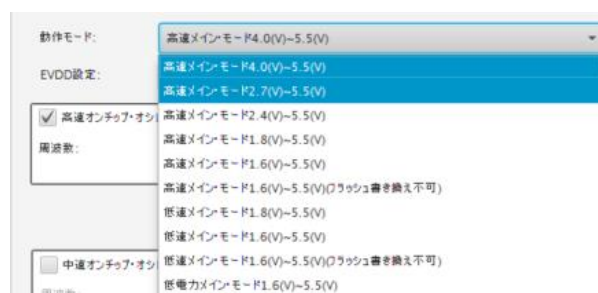 動作モード:
高速メイン・モード4.0(V)~5.5(V)
EVDD設定:
高速メイン・モード4.0(V)~5.5(V)
高速メイン・モード2.7(V)~5.5(V)
高速メイン・モード2.4(V)~5.5(V)
高速メイン・モード1.8(V)~5.5(V)
高速メイン・モード1.6(V)~5.5(V)
高速メイン・モード1.6(V)~5.5(V)(フラッシュ書き換え不可)
低速メイン・モード1.8(V)~5.5(V)
低速メイン・モード1.6(V)~5.5(V)
低速メイン・モード1.6(V)~5.5(V)(フラッシュ書き換え不可)
低電力メイン・モード1.6(V)~5.5(V)
高速オンチップ・オシ
周波数:
中速オンチップ・オシ
周波数: